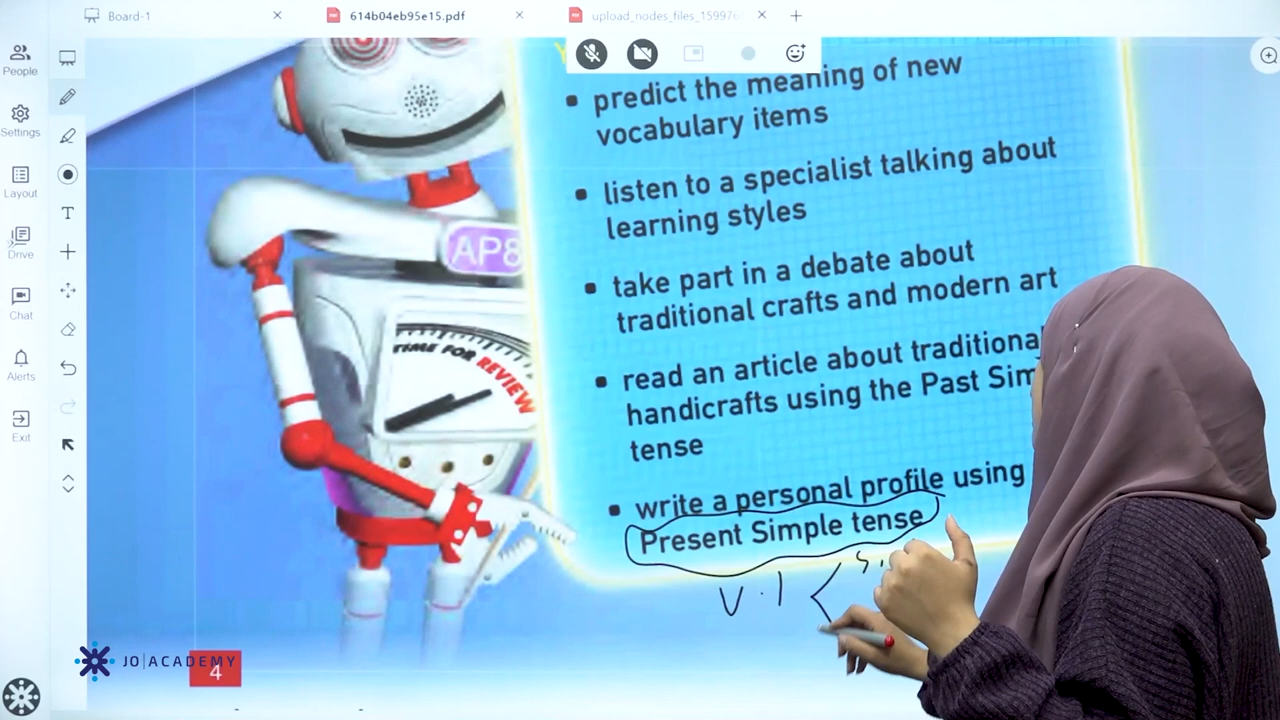 Board-1
614b04eb95e15.pdf
upload_nodes_files_159976
People
Settings
Layout
Drive
Chat
Alerts
Exit
T
predict the meaning of new
vocabulary items
listen to a specialist talking about
learning styles
take part in a debate about
traditional crafts and modern art
read an article about traditiona
handicrafts using the Past Sim
tense
write a personal profile using
Present Simple tense
V.1
AP8
TIME FOR REVIEW
JO|ACADEMY
4